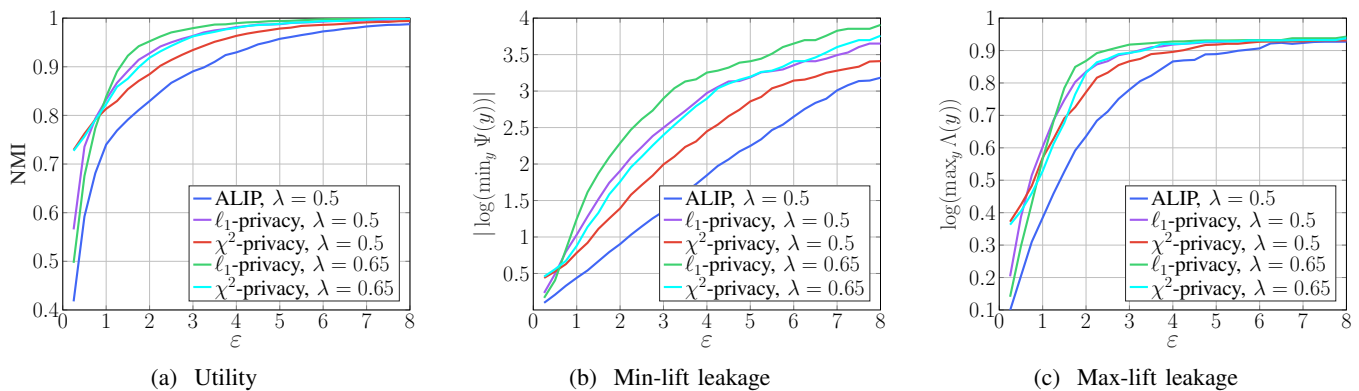 1
0.9
0.8
0.7
0.6
0.5
0.4
NMI
0 1 2 3 4 5 6 7 8
ε
ALIP, λ = 0.5
ℓ₁-privacy, λ = 0.5
χ²-privacy, λ = 0.5
ℓ₁-privacy, λ = 0.65
χ²-privacy, λ = 0.65
(a) Utility
4
3.5
3
2.5
2
1.5
1
0.5
| log(min_y Ψ(y))|
0 1 2 3 4 5 6 7 8
ε
ALIP, λ = 0.5
ℓ₁-privacy, λ = 0.5
χ²-privacy, λ = 0.5
ℓ₁-privacy, λ = 0.65
χ²-privacy, λ = 0.65
(b) Min-lift leakage
1
0.9
0.8
0.7
0.6
0.5
0.4
0.3
0.2
0.1
log(max_y Λ(y))
0 1 2 3 4 5 6 7 8
ε
ALIP, λ = 0.5
ℓ₁-privacy, λ = 0.5
χ²-privacy, λ = 0.5
ℓ₁-privacy, λ = 0.65
χ²-privacy, λ = 0.65
(c) Max-lift leakage